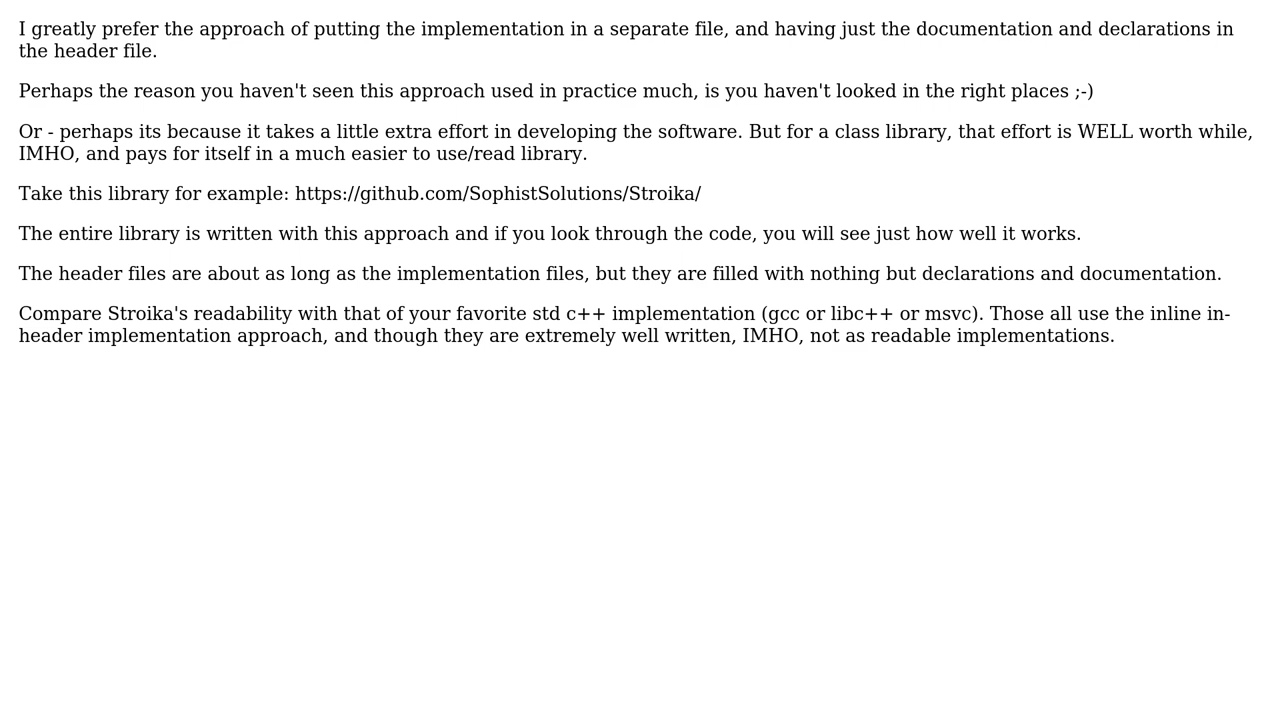 I greatly prefer the approach of putting the implementation in a separate file, and having just the documentation and declarations in
the header file.
Perhaps the reason you haven't seen this approach used in practice much, is you haven't looked in the right places ;-)
Or - perhaps its because it takes a little extra effort in developing the software. But for a class library, that effort is WELL worth while,
IMHO, and pays for itself in a much easier to use/read library.
Take this library for example: https://github.com/SophistSolutions/Stroika/
The entire library is written with this approach and if you look through the code, you will see just how well it works.
The header files are about as long as the implementation files, but they are filled with nothing but declarations and documentation.
Compare Stroika's readability with that of your favorite std c++ implementation (gcc or libc++ or msvc). Those all use the inline in-
header implementation approach, and though they are extremely well written, IMHO, not as readable implementations.